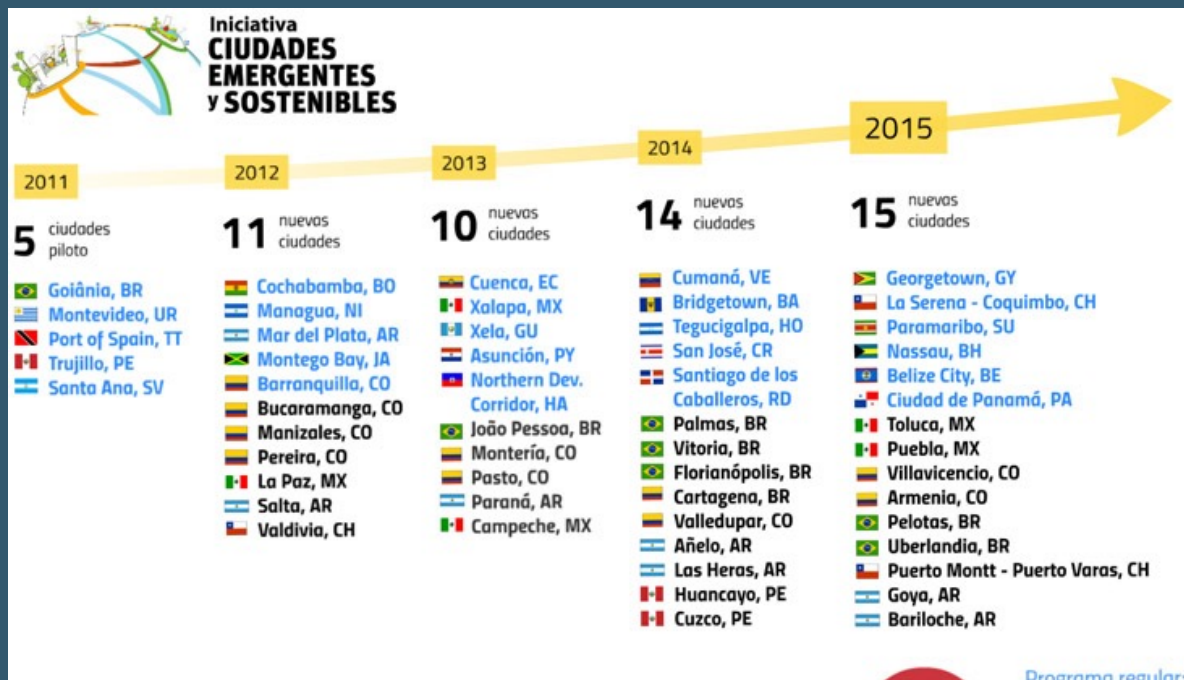 Iniciativa
CIUDADES
EMERGENTES
y SOSTENIBLES
2011
5 ciudades
piloto
Goiânia, BR
Montevideo, UR
Port of Spain, TT
Trujillo, PE
Santa Ana, SV
2012
11 nuevas
ciudades
Cochabamba, BO
Managua, NI
Mar del Plata, AR
Montego Bay, JA
Barranquilla, CO
Bucaramanga, CO
Manizales, CO
Pereira, CO
La Paz, MX
Salta, AR
Valdivia, CH
2013
10 nuevas
ciudades
Cuenca, EC
Xalapa, MX
Xela, GU
Asunción, PY
Northern Dev.
Corridor, HA
João Pessoa, BR
Montería, CO
Pasto, CO
Paraná, AR
Campeche, MX
2014
14 nuevas
ciudades
Cumaná, VE
Bridgetown, BA
Tegucigalpa, HO
San José, CR
Santiago de los
Caballeros, RD
Palmas, BR
Vitoria, BR
Florianópolis, BR
Cartagena, BR
Valledupar, CO
Añelo, AR
Las Heras, AR
Huancayo, PE
Cuzco, PE
2015
15 nuevas
ciudades
Georgetown, GY
La Serena - Coquimbo, CH
Paramaribo, SU
Nassau, BH
Belize City, BE
Ciudad de Panamá, PA
Toluca, MX
Puebla, MX
Villavicencio, CO
Armenia, CO
Pelotas, BR
Uberlandia, BR
Puerto Montt - Puerto Varas, CH
Goya, AR
Bariloche, AR
Programa